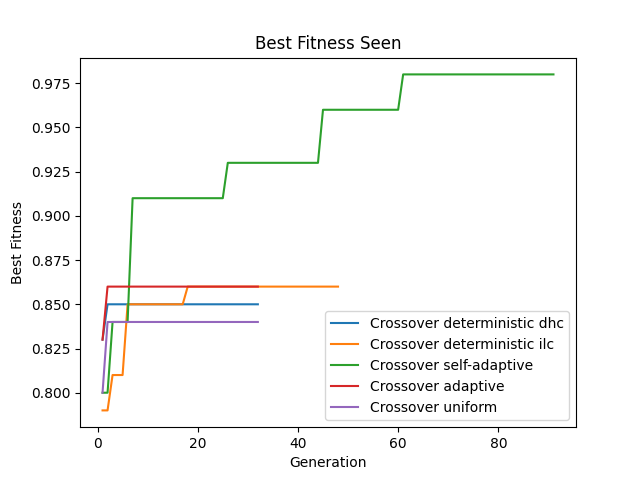 Best Fitness Seen
Best Fitness
0.975
0.950
0.925
0.900
0.875
0.850
0.825
0.800
Crossover deterministic dhc
Crossover deterministic ilc
Crossover self-adaptive
Crossover adaptive
Crossover uniform
0 20 40 60 80
Generation